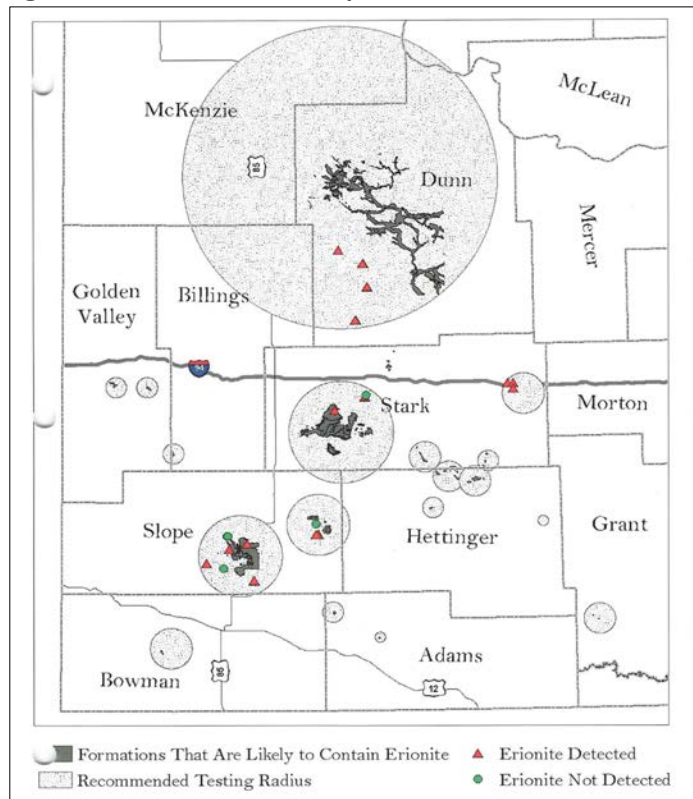 McLean
McKenzie
85
Dunn
Mercer
Golden
Valley
Billings
94
Stark
Morton
Slope
Hettinger
Grant
Bowman
85
Adams
12
Formations That Are Likely to Contain Erionite
Erionite Detected
Recommended Testing Radius
Erionite Not Detected